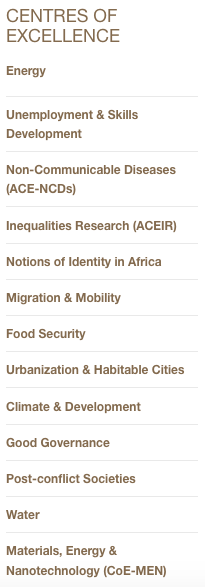 CENTRES OF
EXCELLENCE
Energy
Unemployment & Skills
Development
Non-Communicable Diseases
(ACE-NCDs)
Inequalities Research (ACEIR)
Notions of Identity in Africa
Migration & Mobility
Food Security
Urbanization & Habitable Cities
Climate & Development
Good Governance
Post-conflict Societies
Water
Materials, Energy &
Nanotechnology (CoE-MEN)